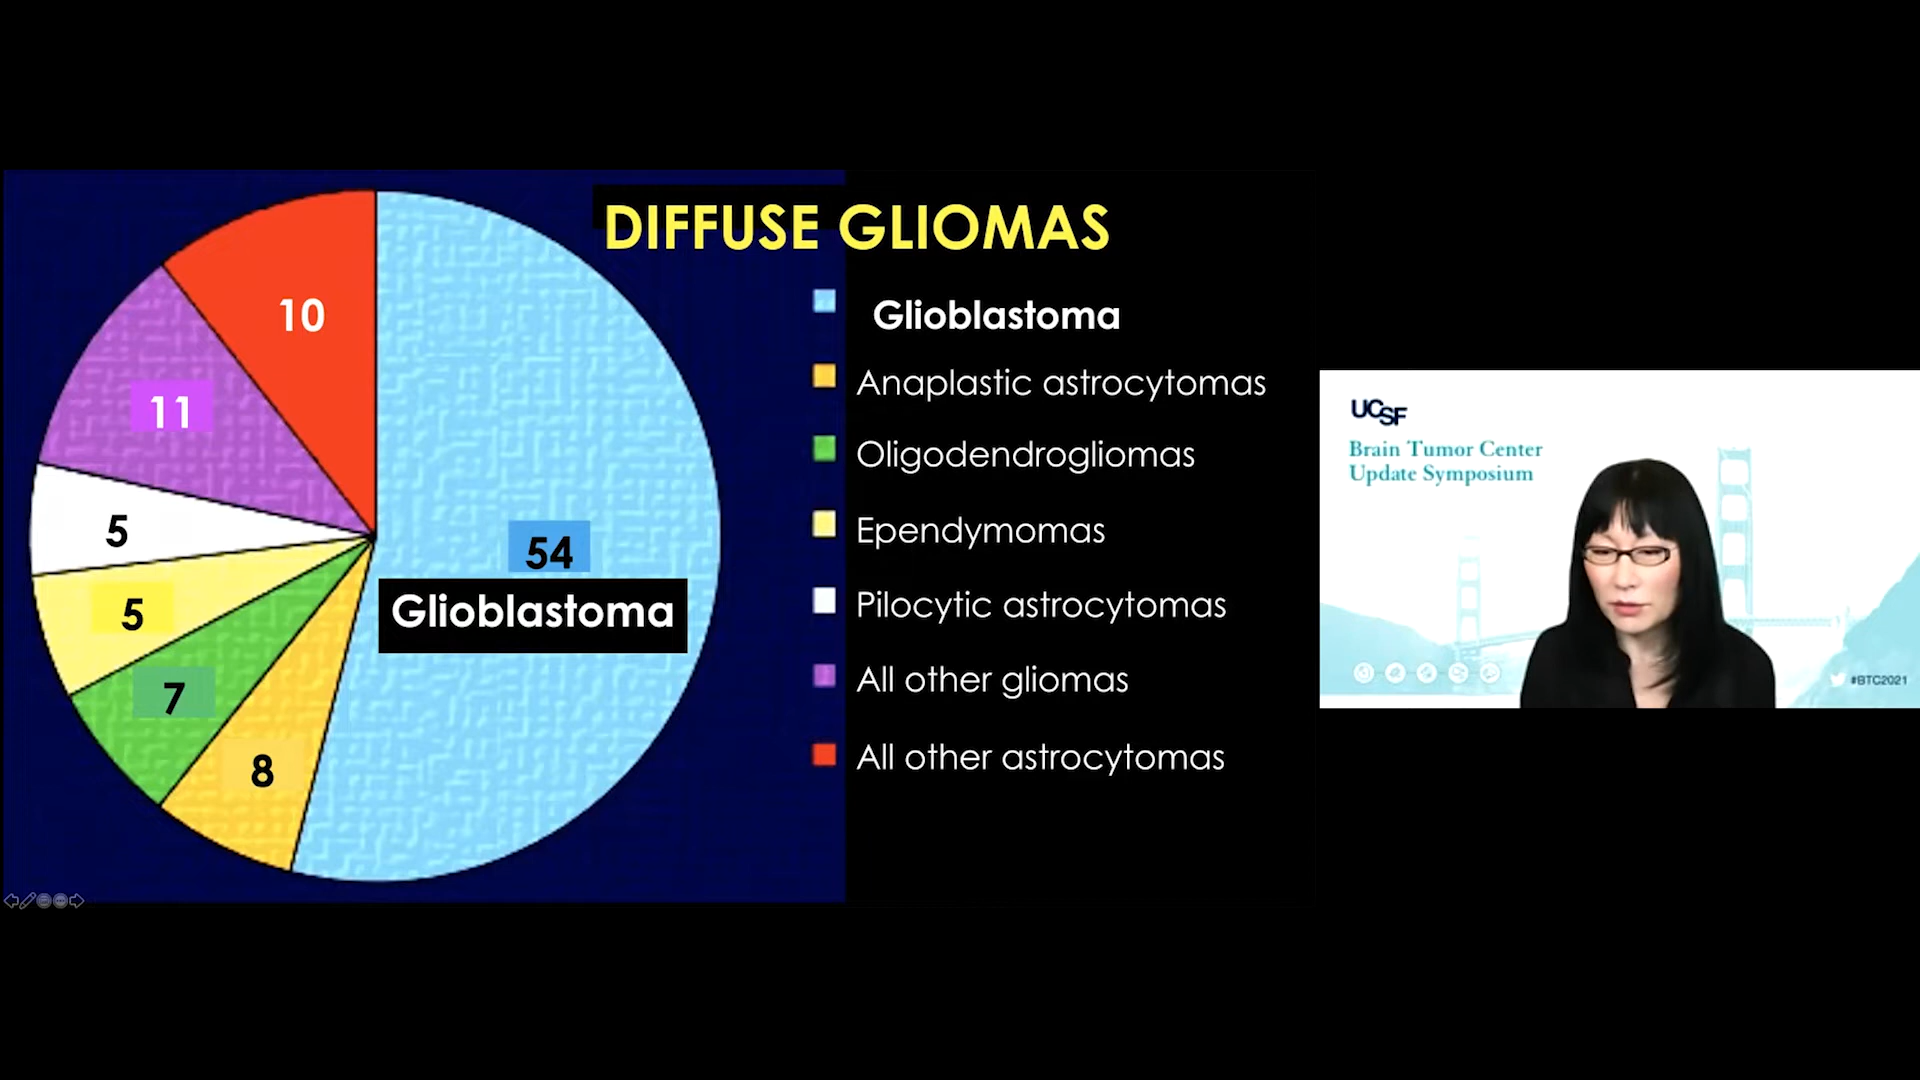 DIFFUSE GLIOMAS
10
11
5
5
7
8
54
Glioblastoma
Glioblastoma
Anaplastic astrocytomas
Oligodendrogliomas
Ependymomas
Pilocytic astrocytomas
All other gliomas
All other astrocytomas
UCSF
Brain Tumor Center
Update Symposium
#BTC2021